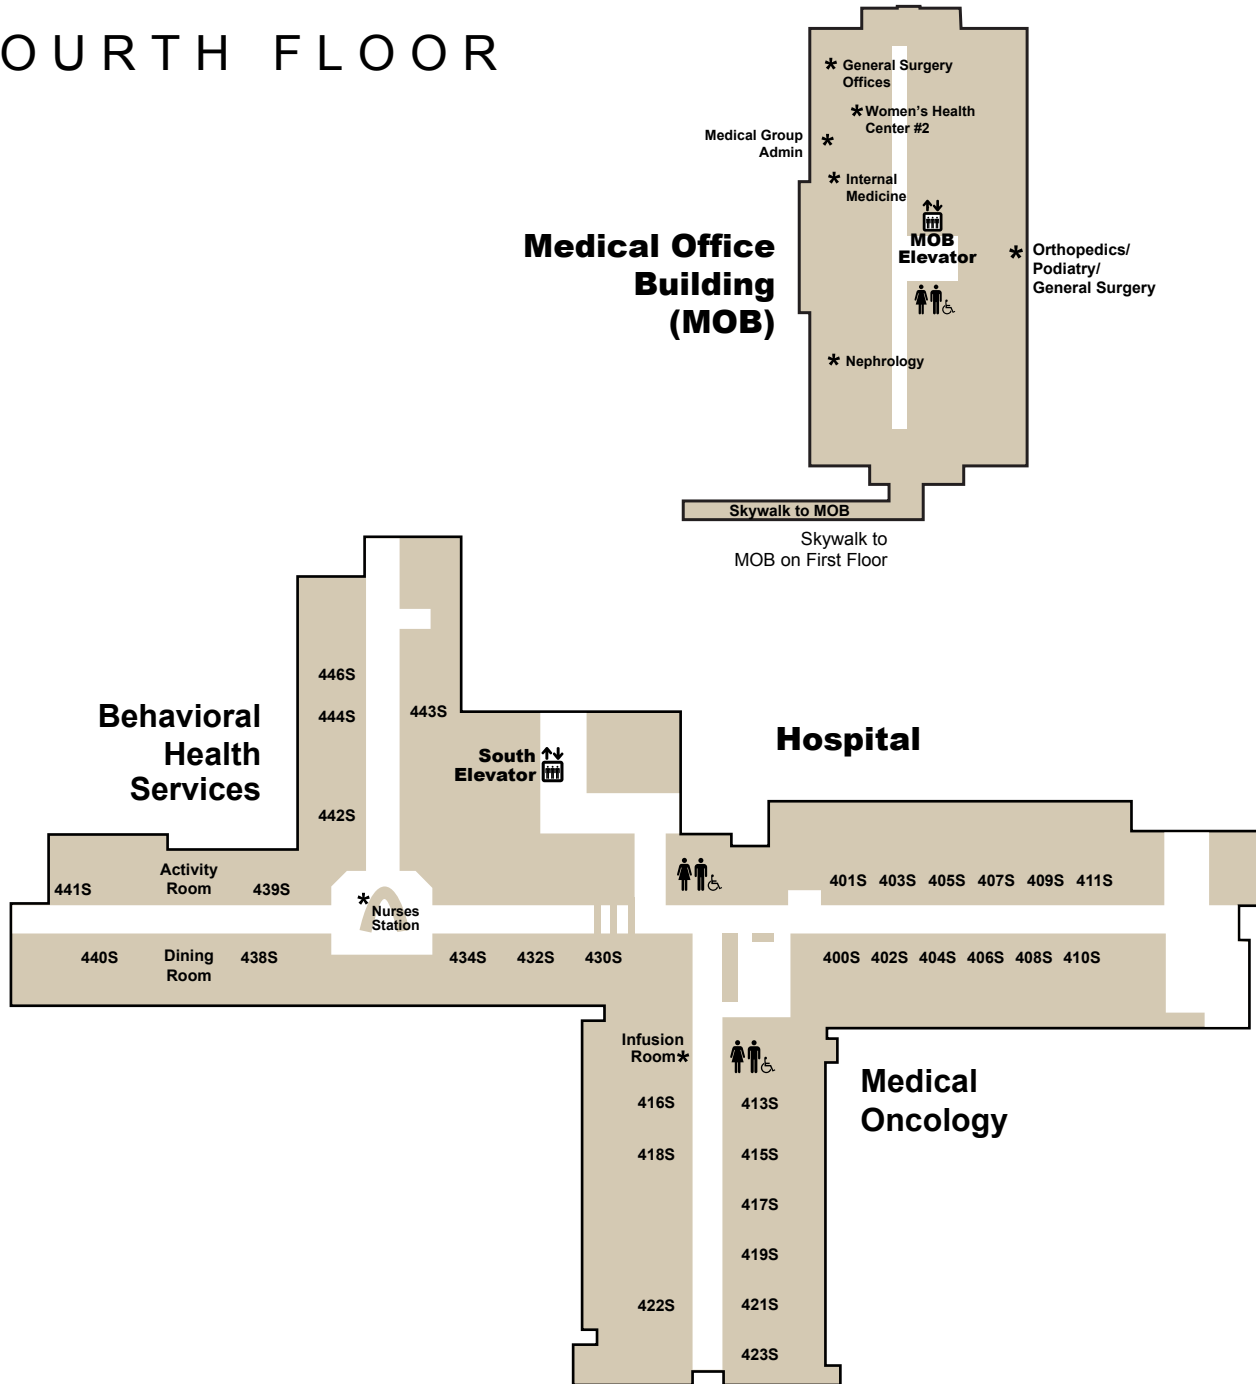 OURTH FLOOR
General Surgery
Offices
Women's Health
Center #2
Medical Group
Admin
Internal
Medicine
Medical Office
Building
(MOB)
MOB
Elevator
Orthopedics/
Podiatry/
General Surgery
Nephrology
Skywalk to MOB
Skywalk to
MOB on First Floor
446S
444S
443S
Behavioral
Health
Services
South
Elevator
Hospital
442S
441S
Activity
Room
439S
Nurses
Station
401S 403S 405S 407S 409S 411S
440S
Dining
Room
438S
434S 432S 430S
400S 402S 404S 406S 408S 410S
Infusion
Room
Medical
Oncology
416S 413S
418S 415S
417S
419S
422S 421S
423S